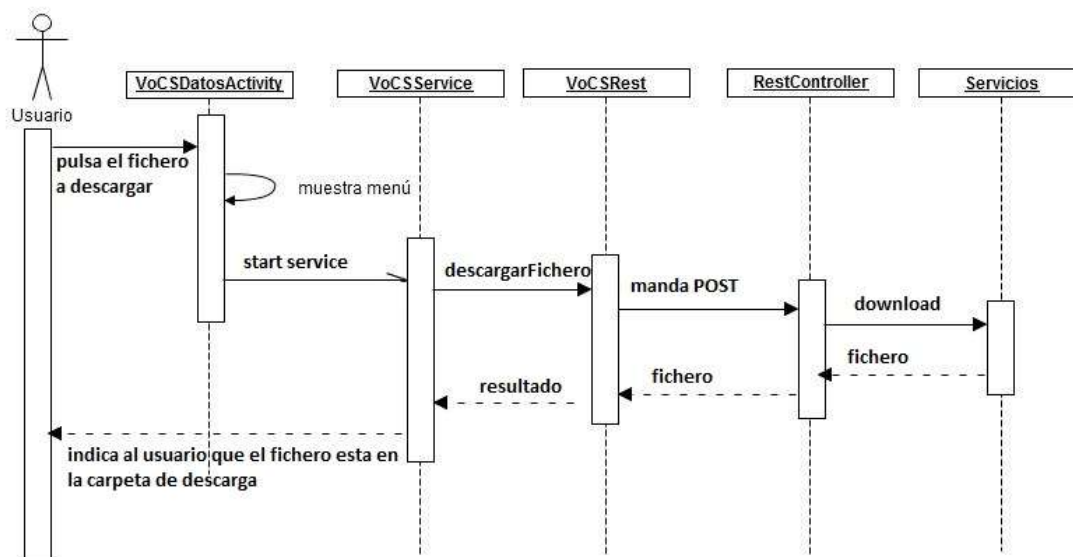 VoCSDatosActivity
VoCSService
VoCSRest
RestController
Servicios
Usuario
pulsa el fichero
a descargar
muestra menú
start service
descargarFichero
manda POST
download
fichero
fichero
resultado
indica al usuario que el fichero esta en
la carpeta de descarga